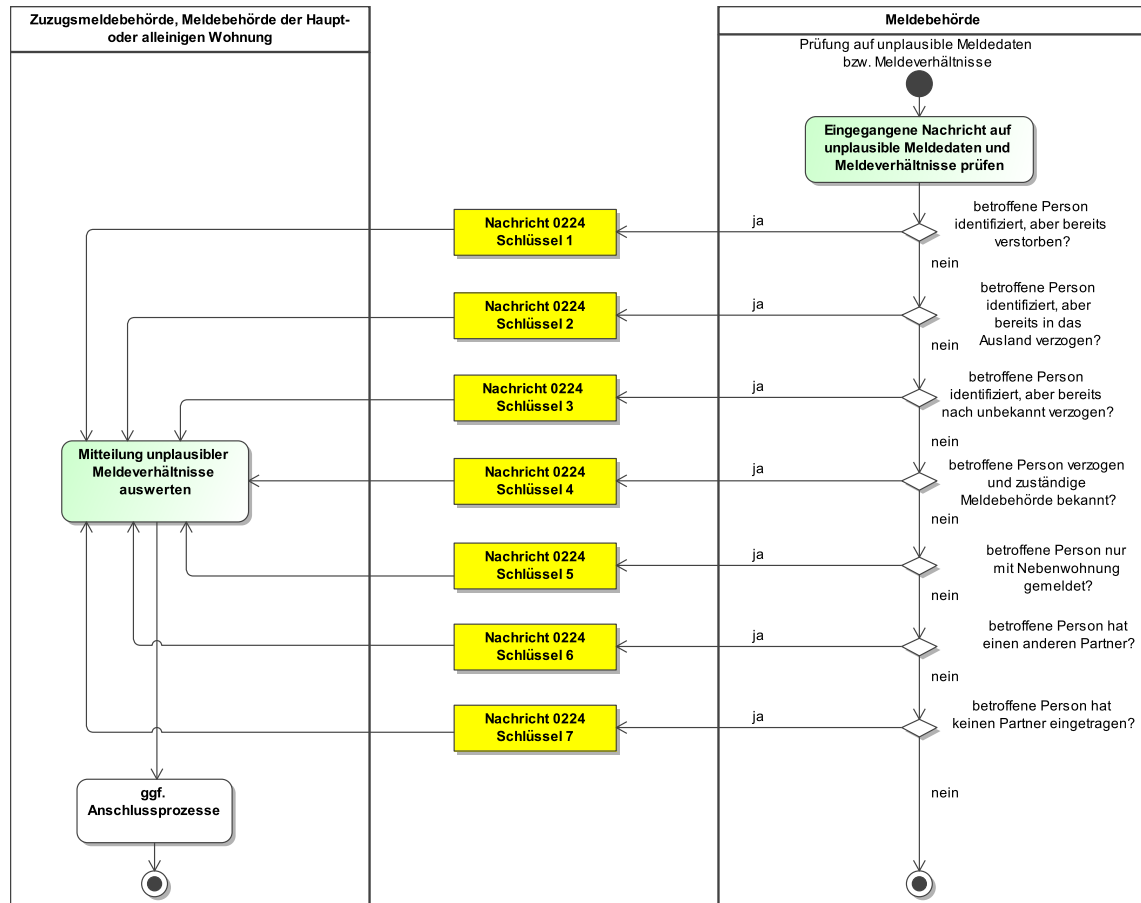 Zuzugsmeldebehörde, Meldebehörde der Haupt-
oder alleinigen Wohnung
Meldebehörde
Prüfung auf unplausible Meldedaten
bzw. Meldeverhältnisse
Eingegangene Nachricht auf
unplausible Meldedaten und
Meldeverhältnisse prüfen
betroffene Person
identifiziert, aber bereits
verstorben?
ja
Nachricht 0224
Schlüssel 1
nein
betroffene Person
identifiziert, aber
bereits in das
Ausland verzogen?
ja
Nachricht 0224
Schlüssel 2
nein
betroffene Person
identifiziert, aber bereits
nach unbekannt verzogen?
ja
Nachricht 0224
Schlüssel 3
nein
betroffene Person verzogen
und zuständige
Meldebehörde bekannt?
ja
Nachricht 0224
Schlüssel 4
nein
betroffene Person nur
mit Nebenwohnung
gemeldet?
ja
Nachricht 0224
Schlüssel 5
nein
betroffene Person hat
einen anderen Partner?
ja
Nachricht 0224
Schlüssel 6
nein
betroffene Person hat
keinen Partner eingetragen?
ja
Nachricht 0224
Schlüssel 7
nein
Mitteilung unplausibler
Meldeverhältnisse
auswerten
ggf.
Anschlussprozesse